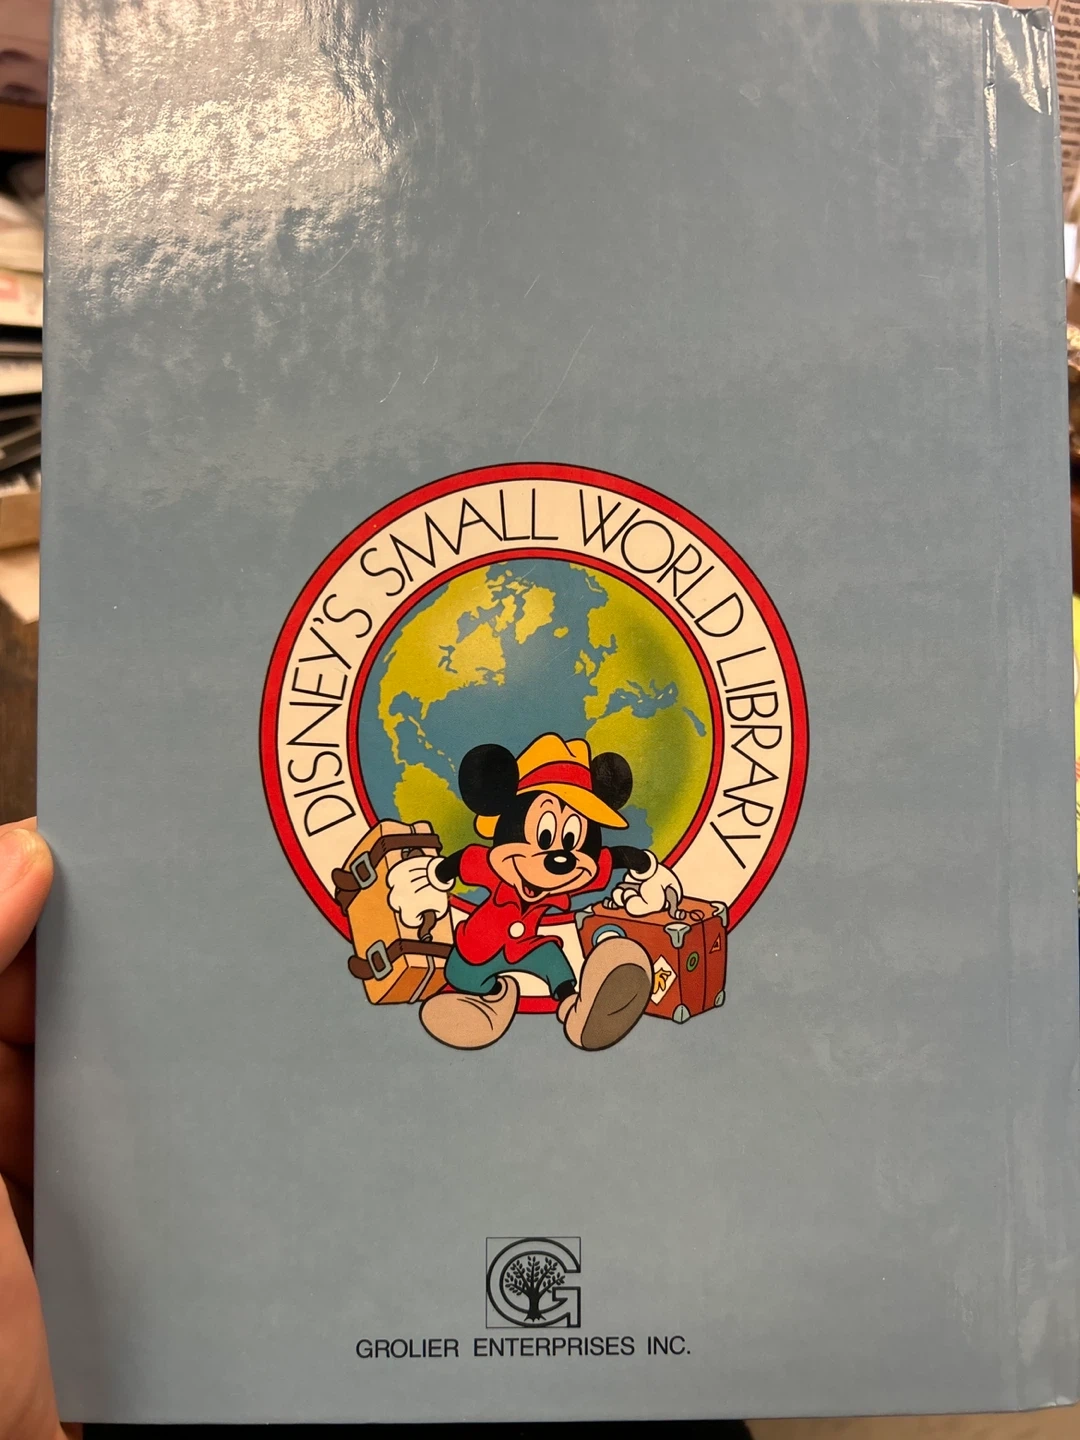 DISNEY'S SMALL WORLD LIBRARY
G
GROLIER ENTERPRISES INC.